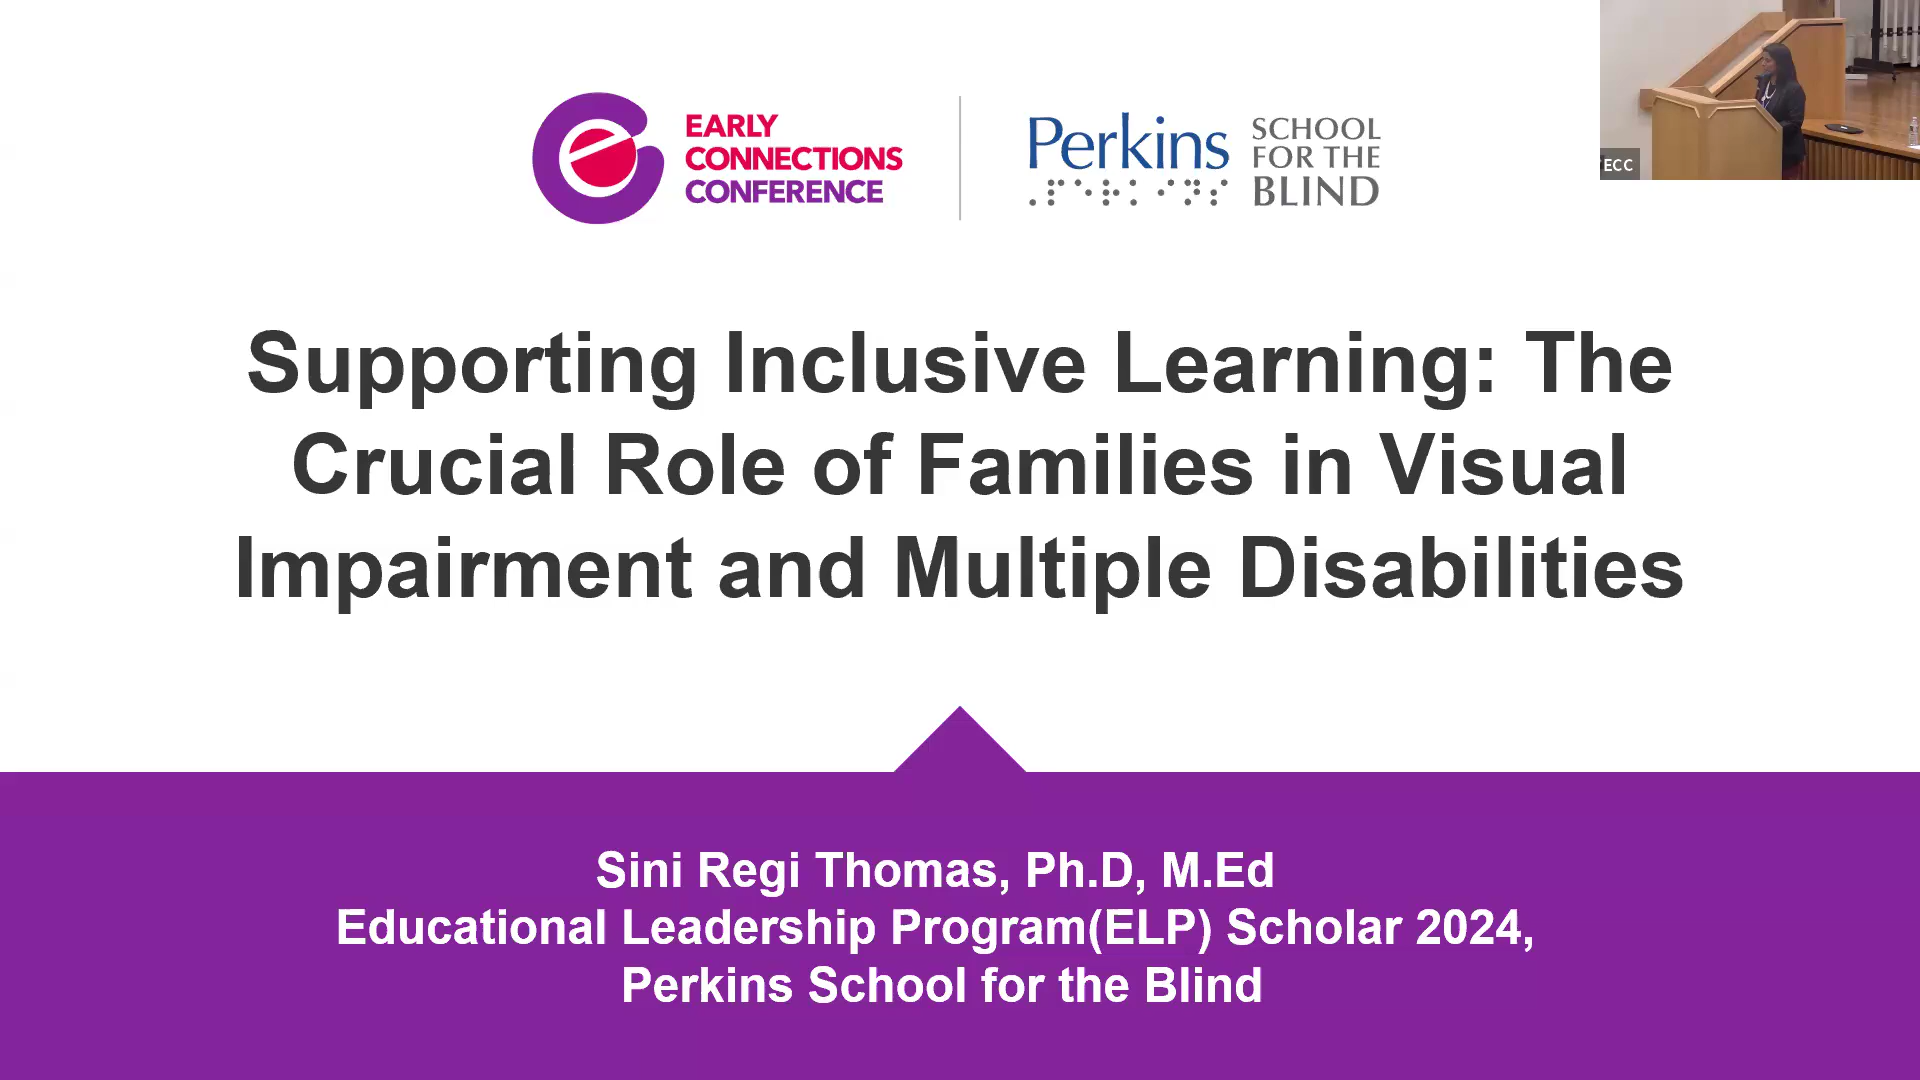 EARLY
CONNECTIONS
CONFERENCE
Perkins
SCHOOL
FOR THE
BLIND
ECC
Supporting Inclusive Learning: The
Crucial Role of Families in Visual
Impairment and Multiple Disabilities
Sini Regi Thomas, Ph.D, M.Ed
Educational Leadership Program(ELP) Scholar 2024,
Perkins School for the Blind